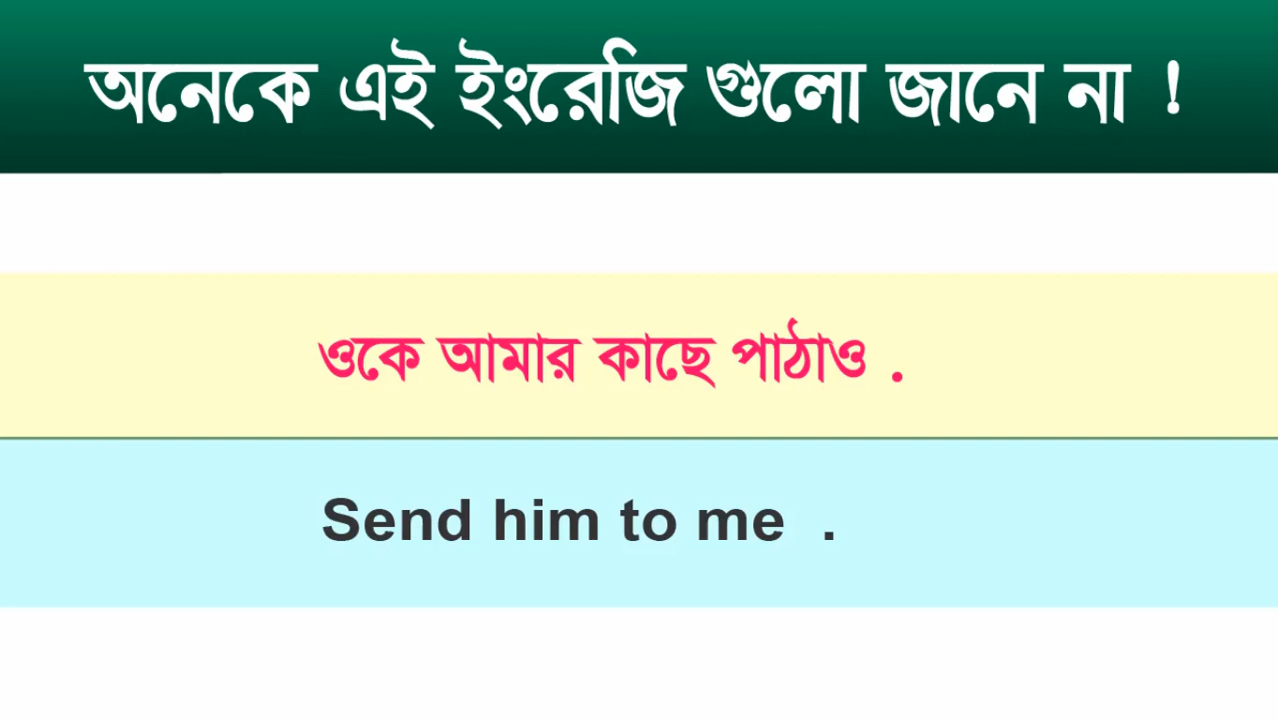 অনেকে এই ইংরেজি গুলো জানে না !
ওকে আমার কাছে পাঠাও .
Send him to me .